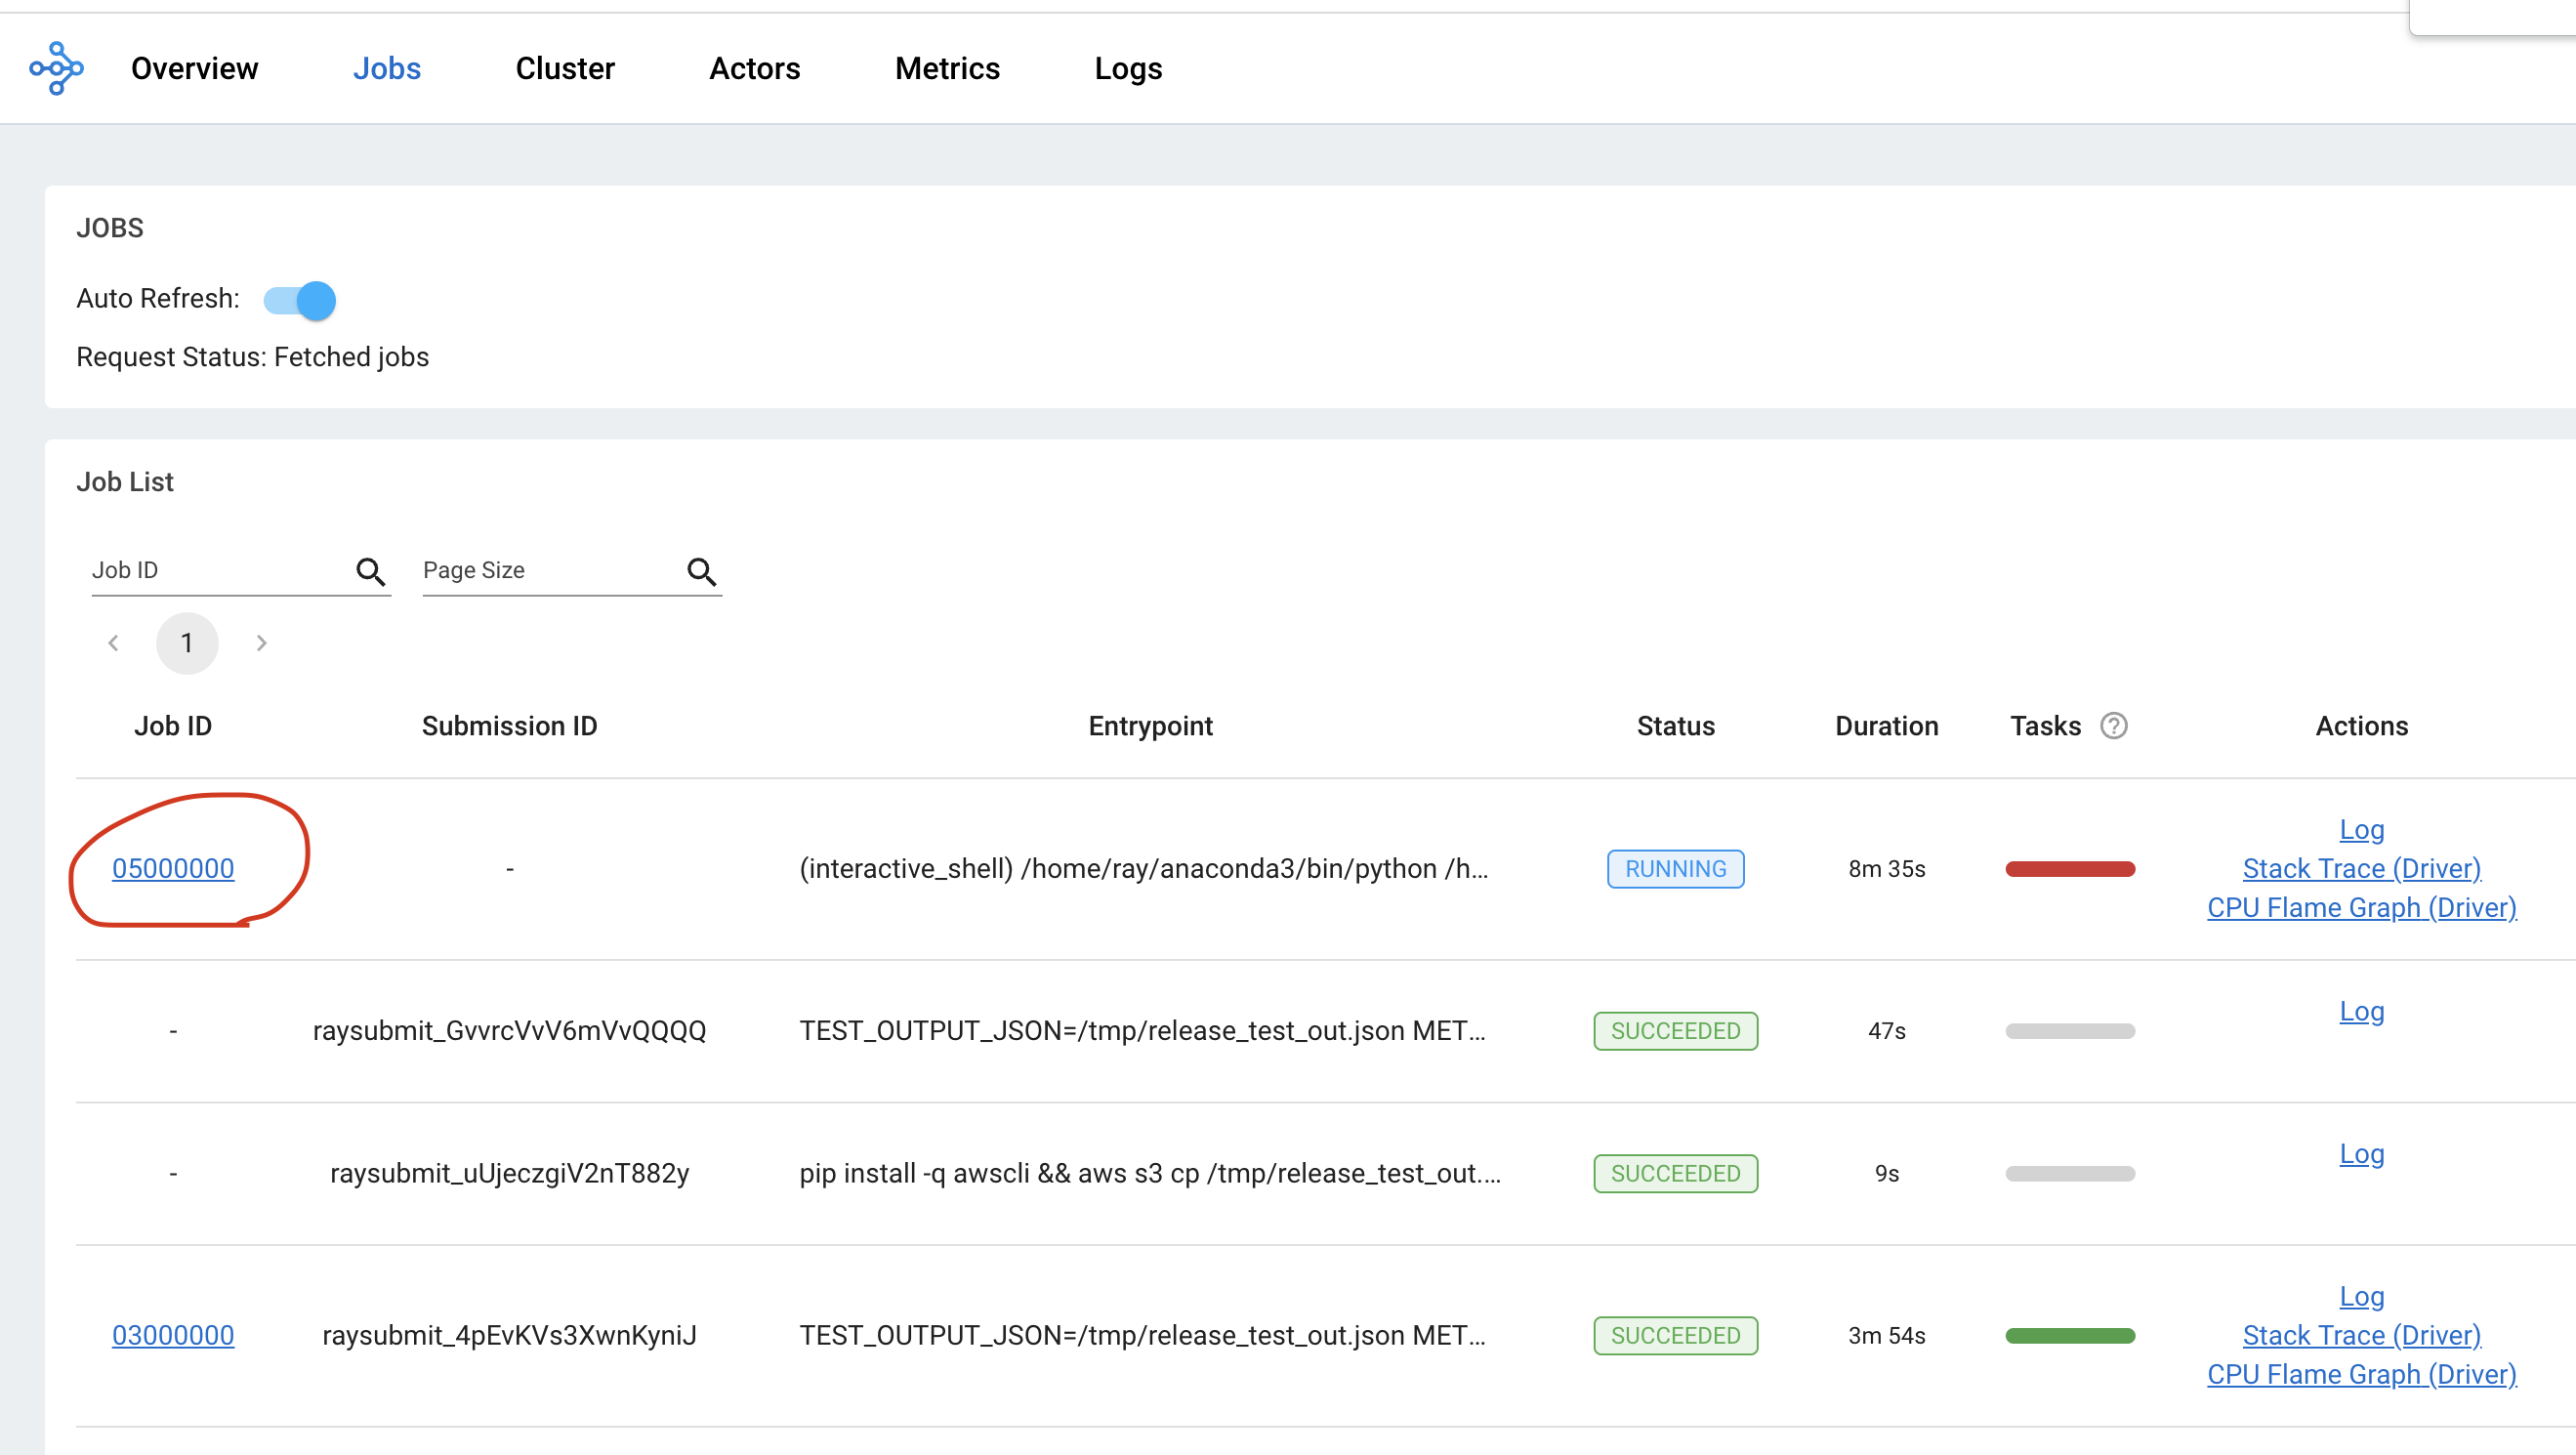 Overview Jobs Cluster Actors Metrics Logs
JOBS
Auto Refresh:
Request Status: Fetched jobs
Job List
Job ID Page Size
1
Job ID Submission ID Entrypoint Status Duration Tasks ? Actions
05000000 - (interactive_shell) /home/ray/anaconda3/bin/python /h... RUNNING 8m 35s Log
Stack Trace (Driver)
CPU Flame Graph (Driver)
- raysubmit_GvvrcVvV6mVvQQQQ TEST_OUTPUT_JSON=/tmp/release_test_out.json MET... SUCCEEDED 47s Log
- raysubmit_uUjeczgiV2nT882y pip install -q awscli && aws s3 cp /tmp/release_test_out.... SUCCEEDED 9s Log
03000000 raysubmit_4pEvKVs3XwnKyniJ TEST_OUTPUT_JSON=/tmp/release_test_out.json MET... SUCCEEDED 3m 54s Log
Stack Trace (Driver)
CPU Flame Graph (Driver)